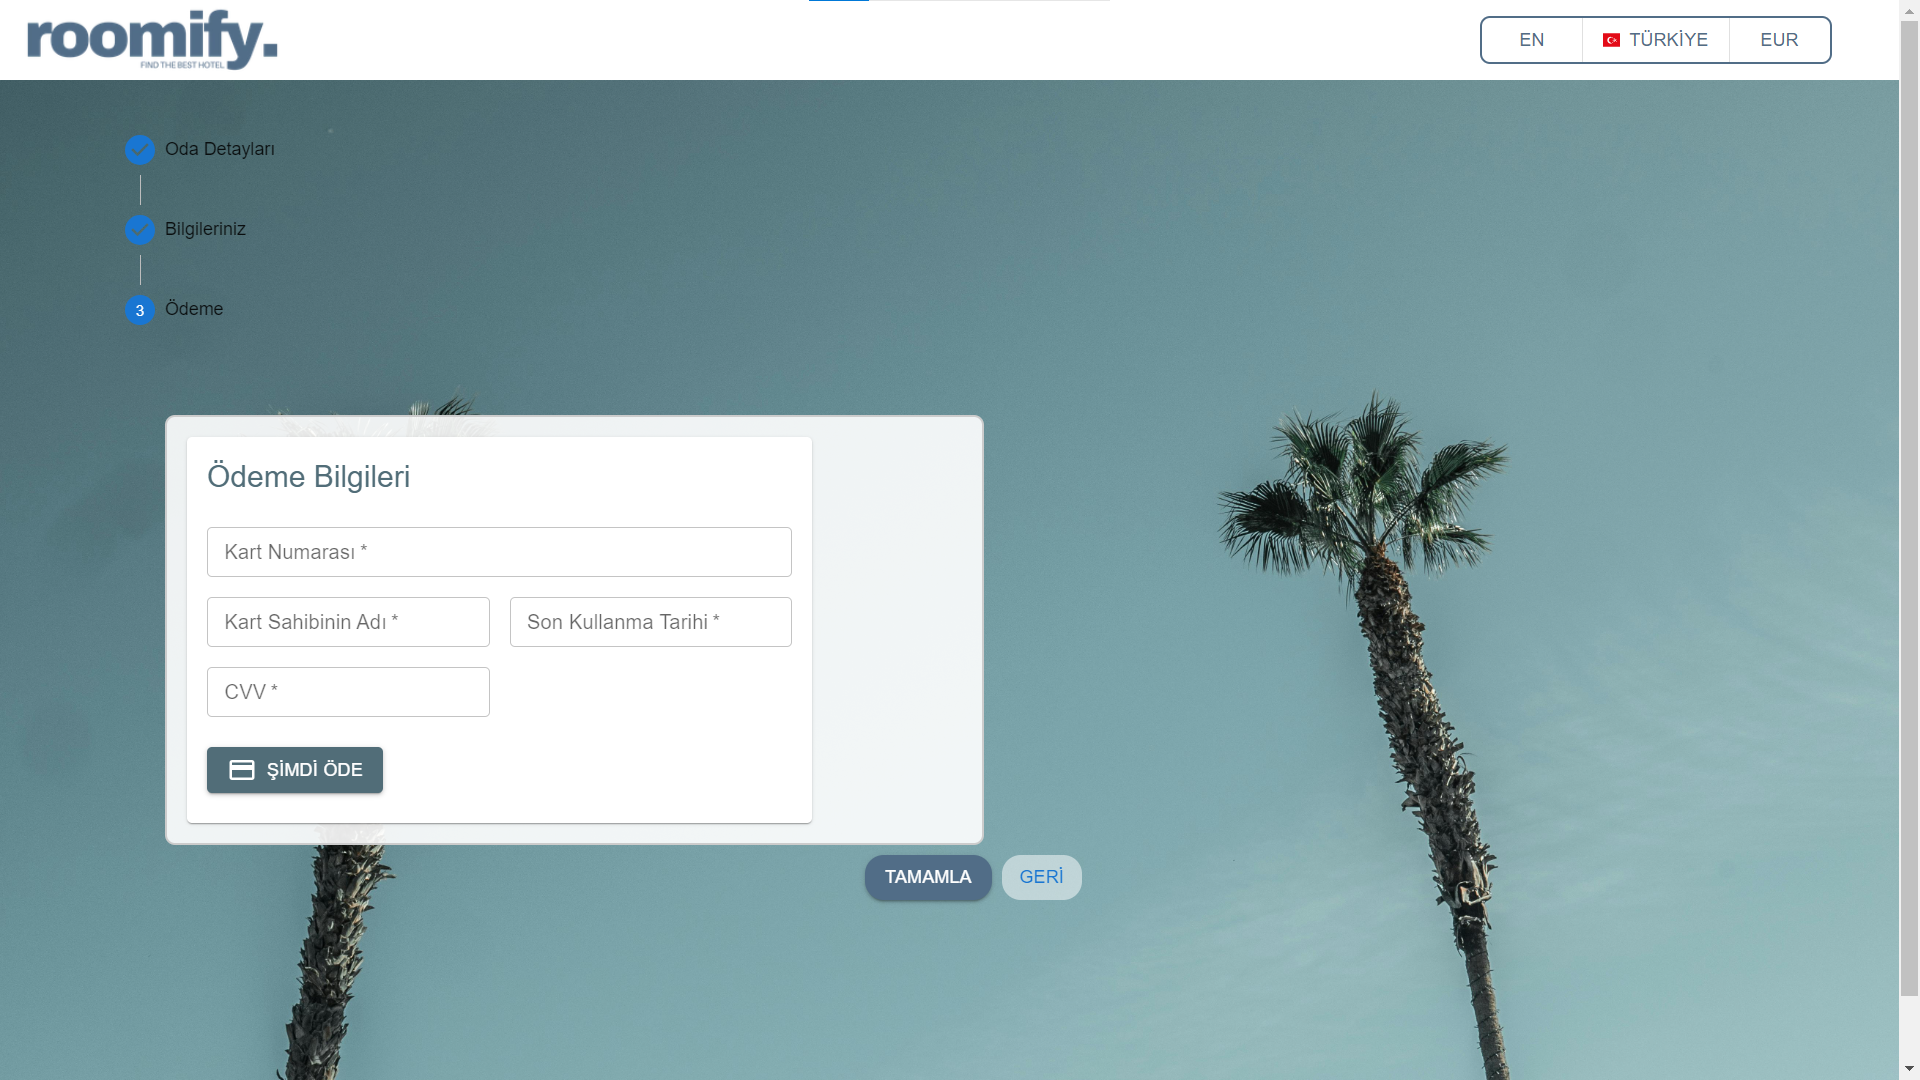 roomify.
FIND THE BEST HOTEL
EN
TÜRKİYE
EUR
Oda Detayları
Bilgileriniz
3
Ödeme
Ödeme Bilgileri
Kart Numarası *
Kart Sahibinin Adı *
Son Kullanma Tarihi *
CVV *
ŞİMDİ ÖDE
TAMAMLA
GERİ